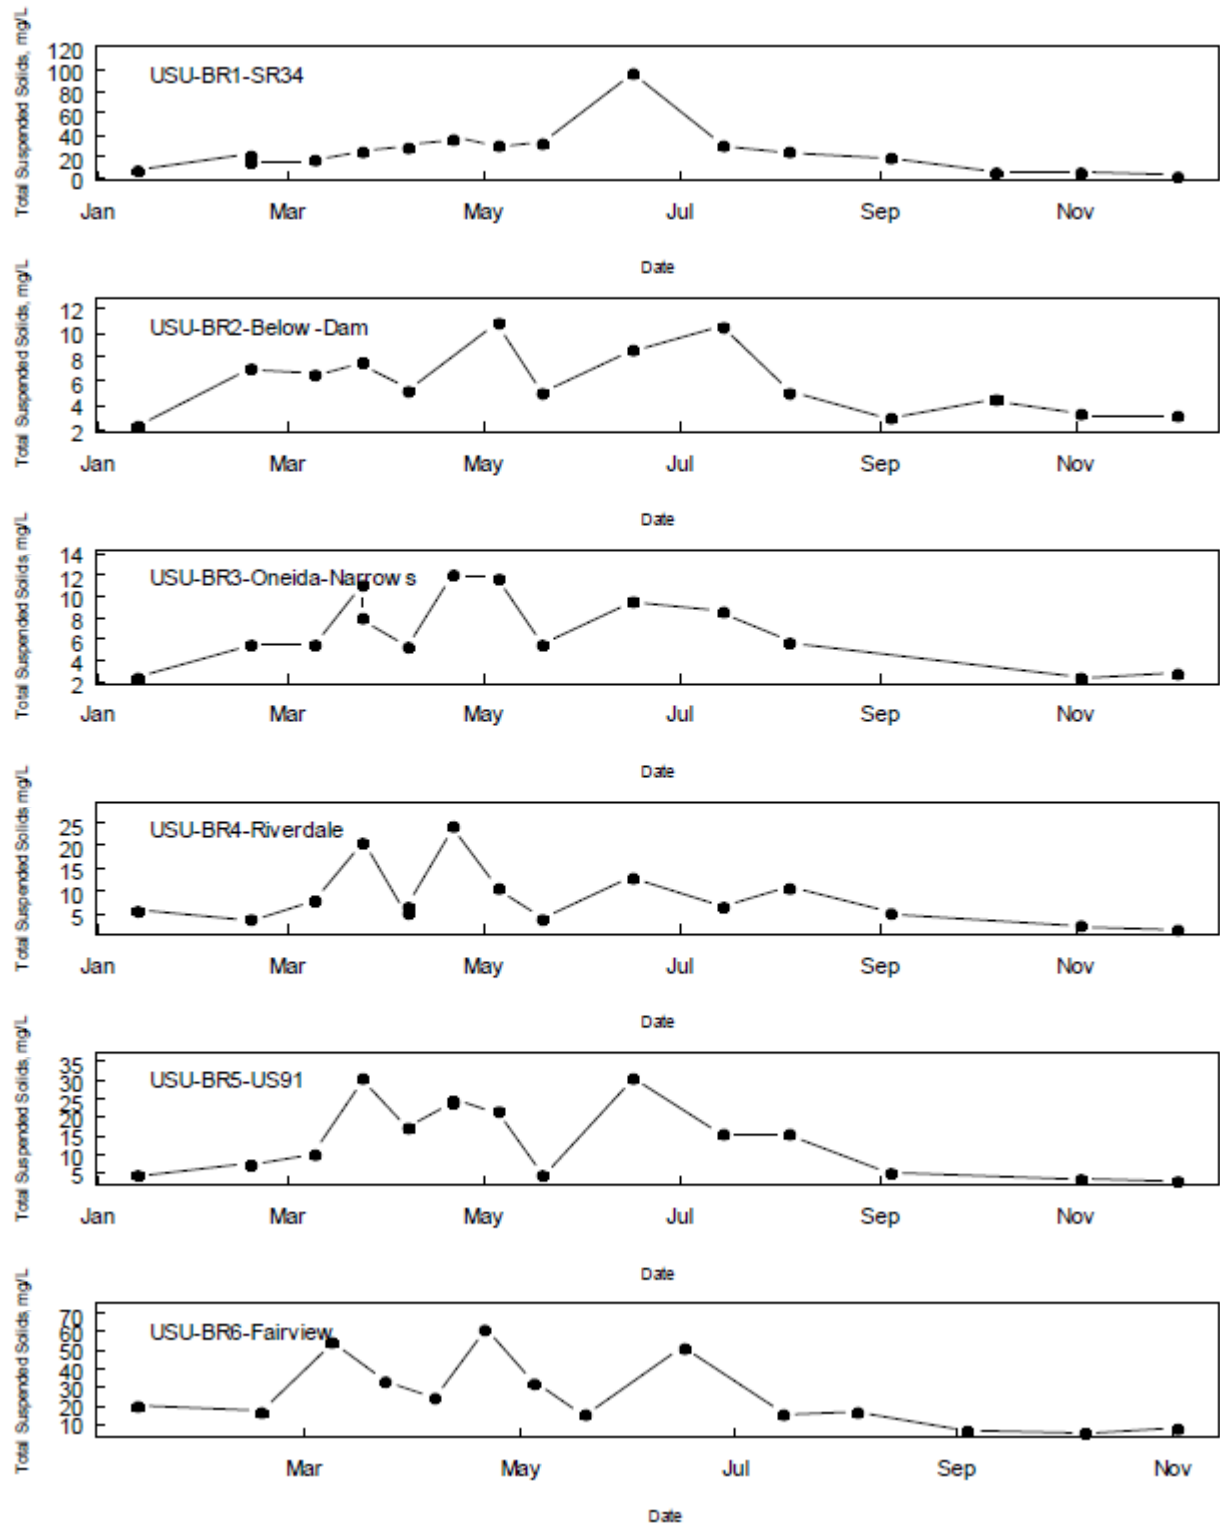 Total Suspended Solids, mg/L
120
100
80
60
40
20
0
USU-BR1-SR34
Jan Mar May Jul Sep Nov
Date
Total Suspended Solids, mg/L
12
10
8
6
4
2
USU-BR2-Below-Dam
Jan Mar May Jul Sep Nov
Date
Total Suspended Solids, mg/L
14
12
10
8
6
4
2
USU-BR3-Oneida-Narrows
Jan Mar May Jul Sep Nov
Date
Total Suspended Solids, mg/L
25
20
15
10
5
USU-BR4-Riverdale
Jan Mar May Jul Sep Nov
Date
Total Suspended Solids, mg/L
35
30
25
20
15
10
5
USU-BR5-US91
Jan Mar May Jul Sep Nov
Date
Total Suspended Solids, mg/L
70
60
50
40
30
20
10
USU-BR6-Fairview
Mar May Jul Sep Nov
Date